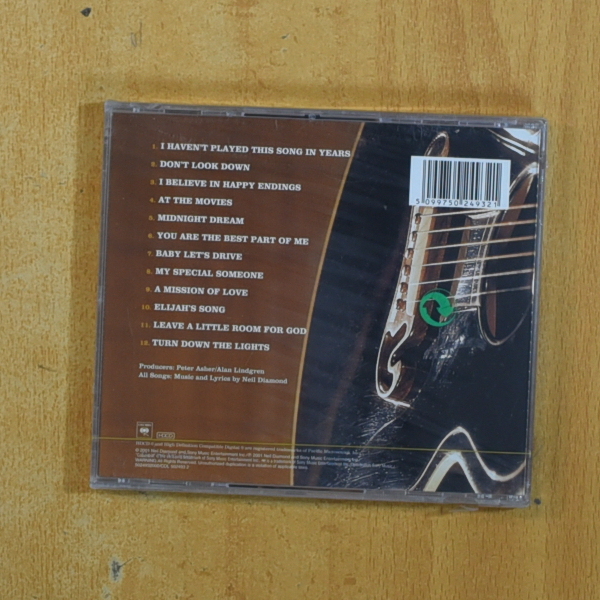 1. I HAVEN'T PLAYED THIS SONG IN YEARS
2. DON'T LOOK DOWN
3. I BELIEVE IN HAPPY ENDINGS
4. AT THE MOVIES
5. MIDNIGHT DREAM
6. YOU ARE THE BEST PART OF ME
7. BABY LET'S DRIVE
8. MY SPECIAL SOMEONE
9. A MISSION OF LOVE
10. ELIJAH'S SONG
11. LEAVE A LITTLE ROOM FOR GOD
12. TURN DOWN THE LIGHTS
Producers: Peter Asher/Alan Lindgren
All Songs: Music and Lyrics by Neil Diamond
5 099750 249321